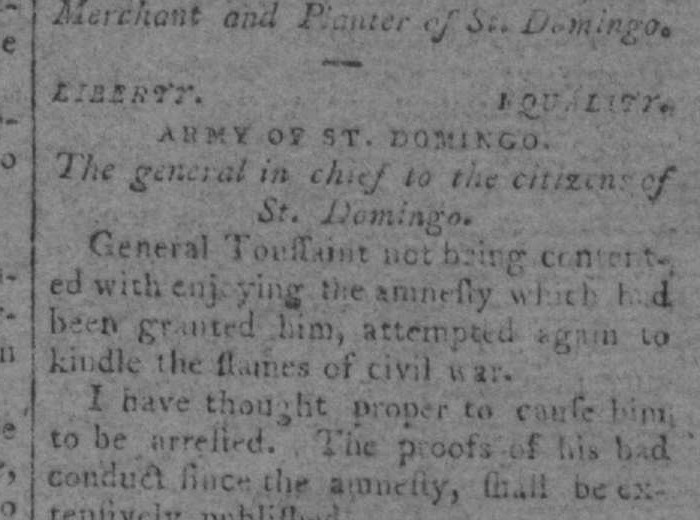 Merchant and Planter of St. Domingo.
LIBERTY. EQUALITY.
ARMY OF ST. DOMINGO.
The general in chief to the citizens of
St. Domingo.
General Touſſaint not being content-
ed with enjoying the amneſty which had
been granted him, attempted again to
kindle the flames of civil war.
I have thought proper to cauſe him
to be arreſted. The proofs of his bad
conduct ſince the amneſty, ſhall be ex-
tenſively publiſhed.